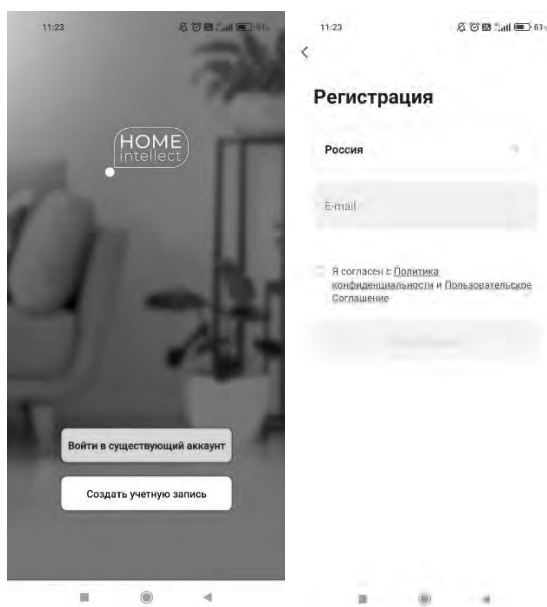 11:23
HOME
intellect
Войти в существующий аккаунт
Создать учетную запись
11:23
Регистрация
Россия
E-mail
Я согласен с Политика
конфиденциальности и Пользовательское
Соглашение